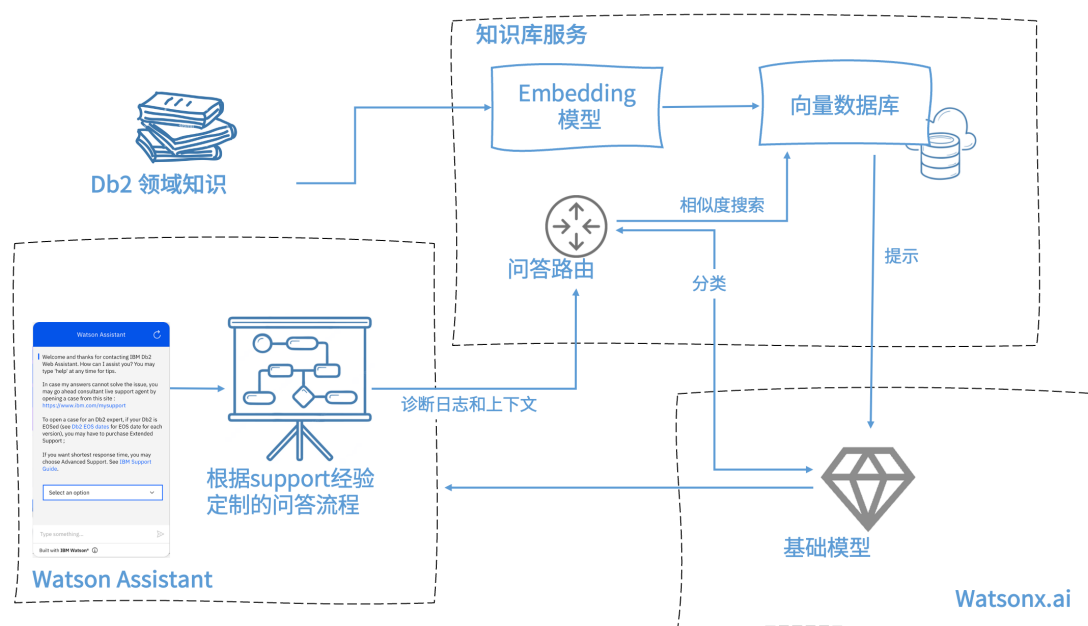 知识库服务
Embedding
模型
向量数据库
Db2 领域知识
相似度搜索
问答路由
分类
提示
Watson Assistant
Welcome and thanks for contacting IBM Db2
Web Assistant. How can I assist you? You may
type 'help' at any time for tips.
In case my answers cannot solve the issue, you
may go ahead consultant live support agent by
opening a case from this site :
https://www.ibm.com/mysupport
To open a case for an Db2 expert, if your Db2 is
EOSed (see Db2 EOS dates for EOS date for each
version), you may have to purchase Extended
Support ;
If you want shortest response time, you may
choose Advanced Support. See IBM Support
Guide.
Select an option
Type something...
Built with IBM Watson®
诊断日志和上下文
根据support经验
定制的问答流程
Watson Assistant
基础模型
Watsonx.ai